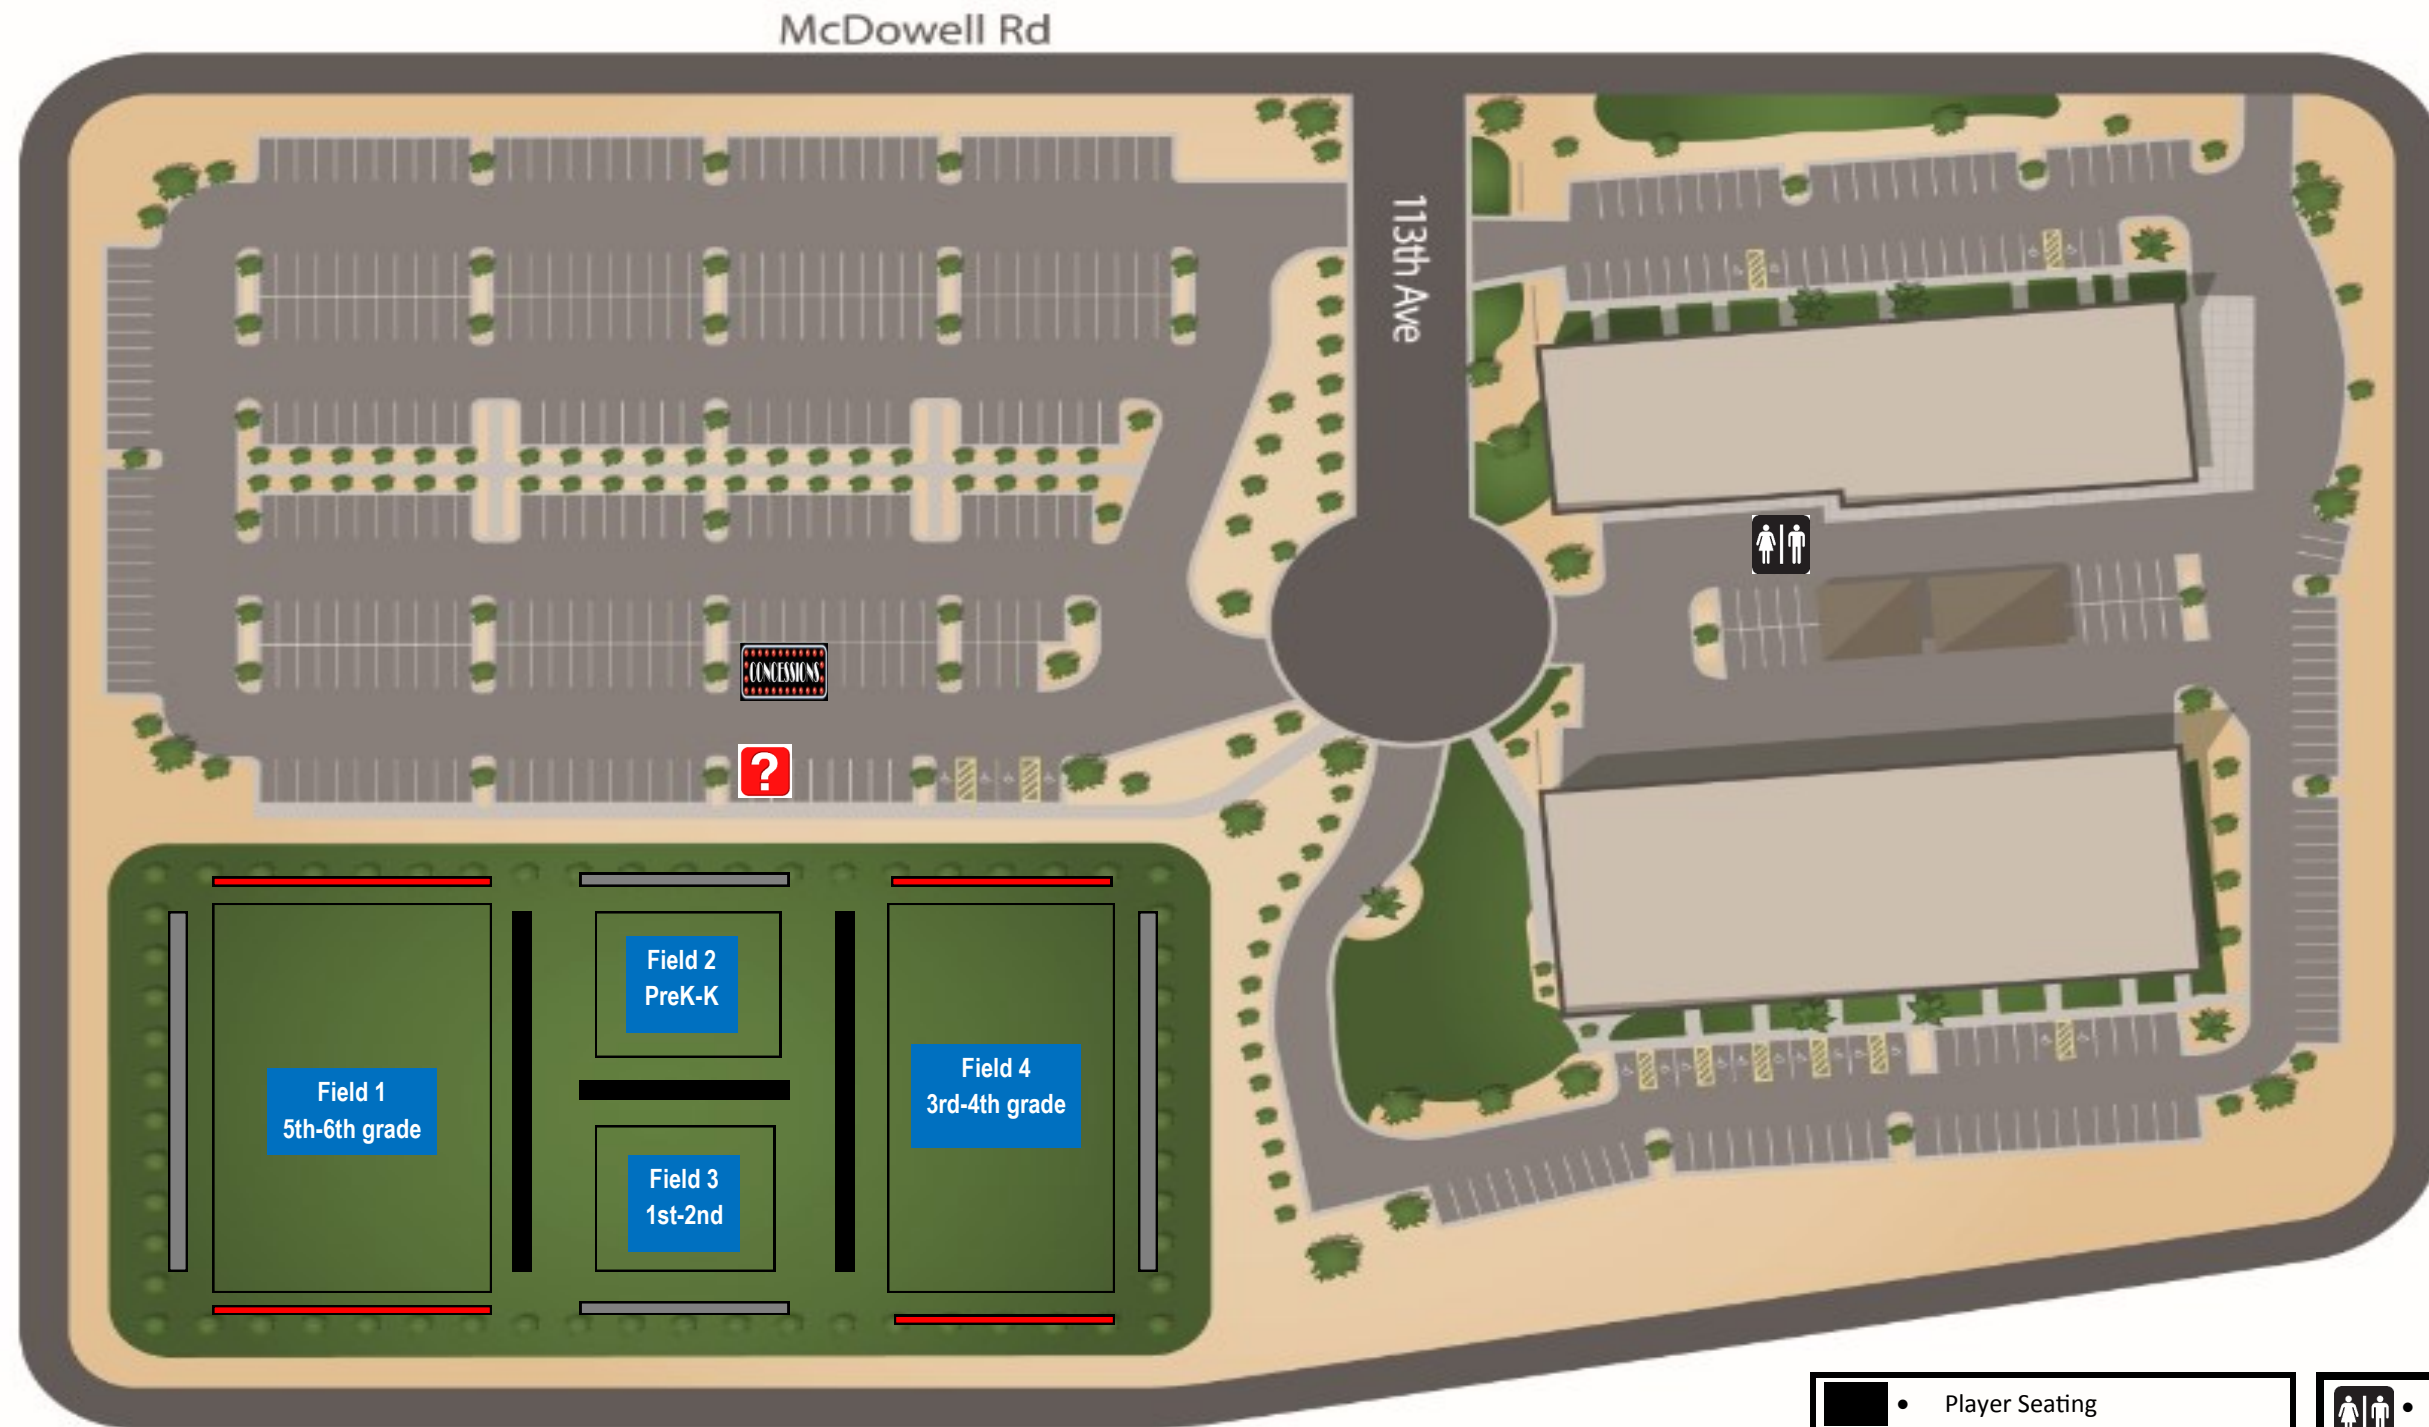 McDowell Rd
113th Ave
CONCESSIONS
?
Field 2
PreK-K
Field 4
3rd-4th grade
Field 1
5th-6th grade
Field 3
1st-2nd
• Player Seating
•